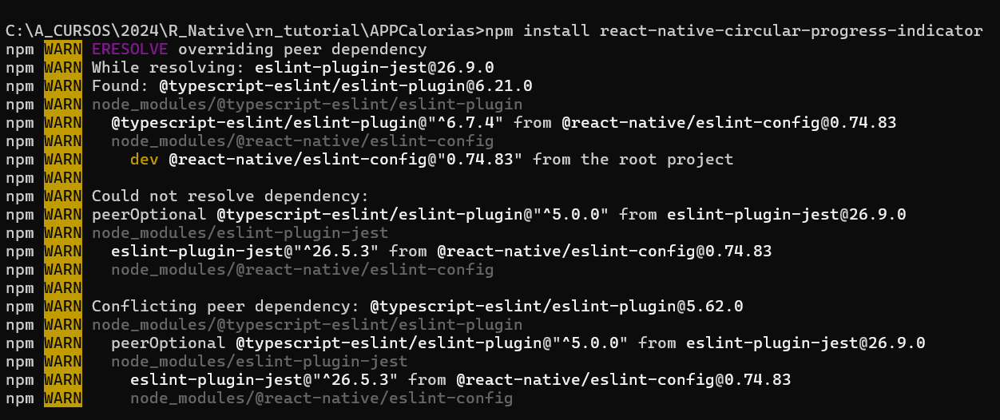 C:\A_CURSOS\2024\R_Native\rn_tutorial\APPCalorias>npm install react-native-circular-progress-indicator
npm WARN ERESOLVE overriding peer dependency
npm WARN While resolving: eslint-plugin-jest@26.9.0
npm WARN Found: @typescript-eslint/eslint-plugin@6.21.0
npm WARN node_modules/@typescript-eslint/eslint-plugin
npm WARN   @typescript-eslint/eslint-plugin@"^6.7.4" from @react-native/eslint-config@0.74.83
npm WARN   node_modules/@react-native/eslint-config
npm WARN     dev @react-native/eslint-config@"0.74.83" from the root project
npm WARN
npm WARN Could not resolve dependency:
npm WARN peerOptional @typescript-eslint/eslint-plugin@"^5.0.0" from eslint-plugin-jest@26.9.0
npm WARN node_modules/eslint-plugin-jest
npm WARN   eslint-plugin-jest@"^26.5.3" from @react-native/eslint-config@0.74.83
npm WARN   node_modules/@react-native/eslint-config
npm WARN
npm WARN Conflicting peer dependency: @typescript-eslint/eslint-plugin@5.62.0
npm WARN node_modules/@typescript-eslint/eslint-plugin
npm WARN   peerOptional @typescript-eslint/eslint-plugin@"^5.0.0" from eslint-plugin-jest@26.9.0
npm WARN   node_modules/eslint-plugin-jest
npm WARN     eslint-plugin-jest@"^26.5.3" from @react-native/eslint-config@0.74.83
npm WARN     node_modules/@react-native/eslint-config